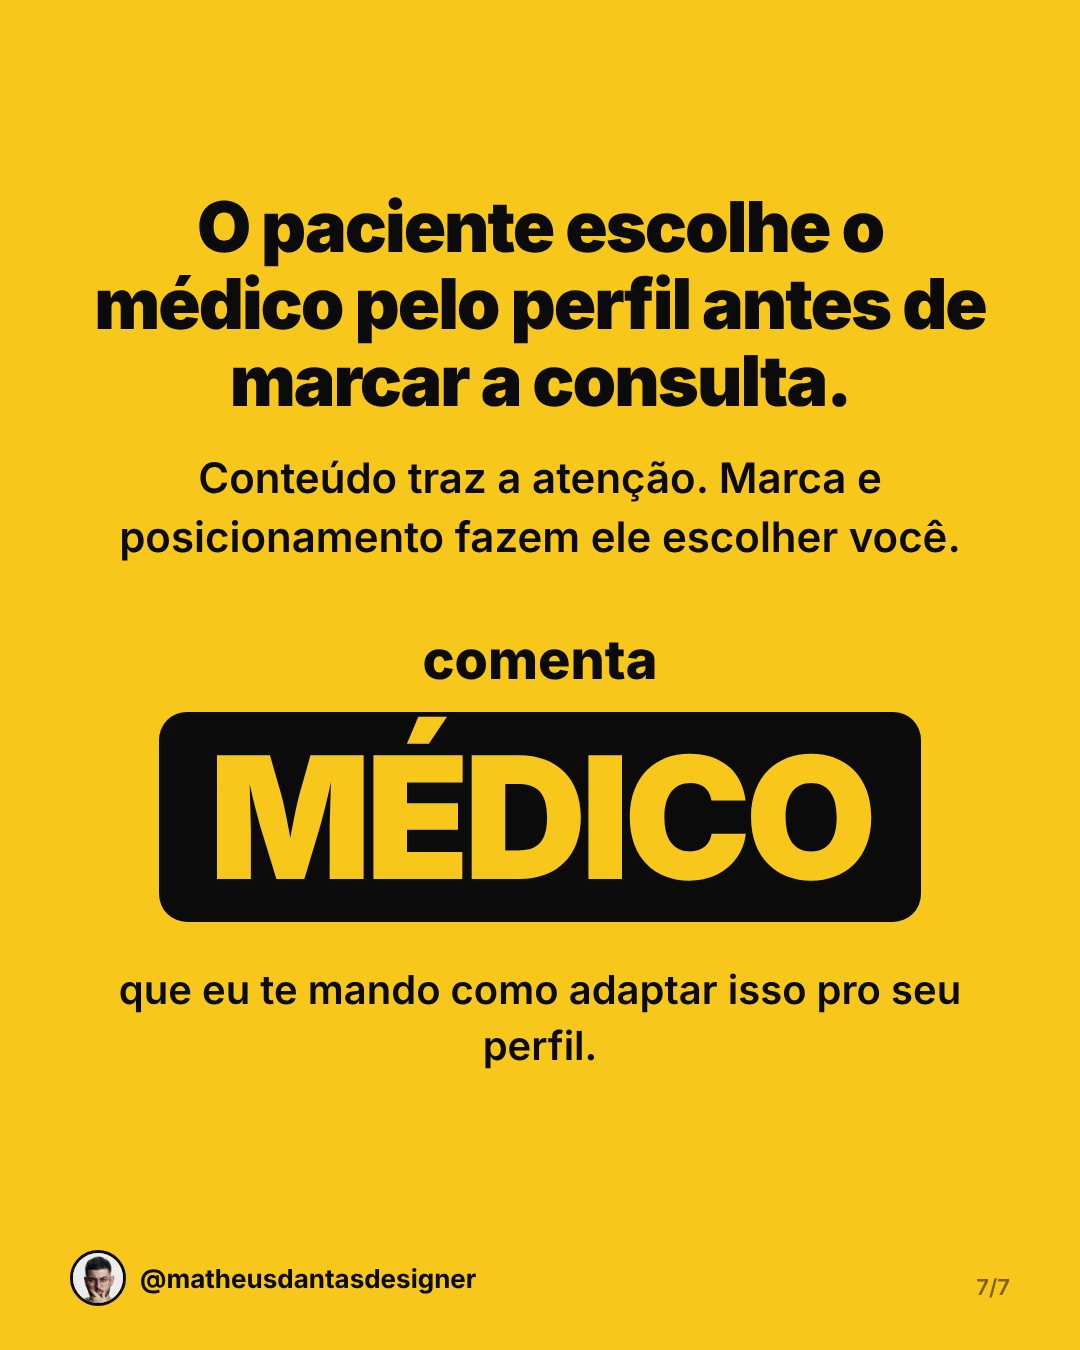 O paciente escolhe o
médico pelo perfil antes de
marcar a consulta.
Conteúdo traz a atenção. Marca e
posicionamento fazem ele escolher você.
comenta
MÉDICO
que eu te mando como adaptar isso pro seu
perfil.
@matheusdantasdesigner
7/7